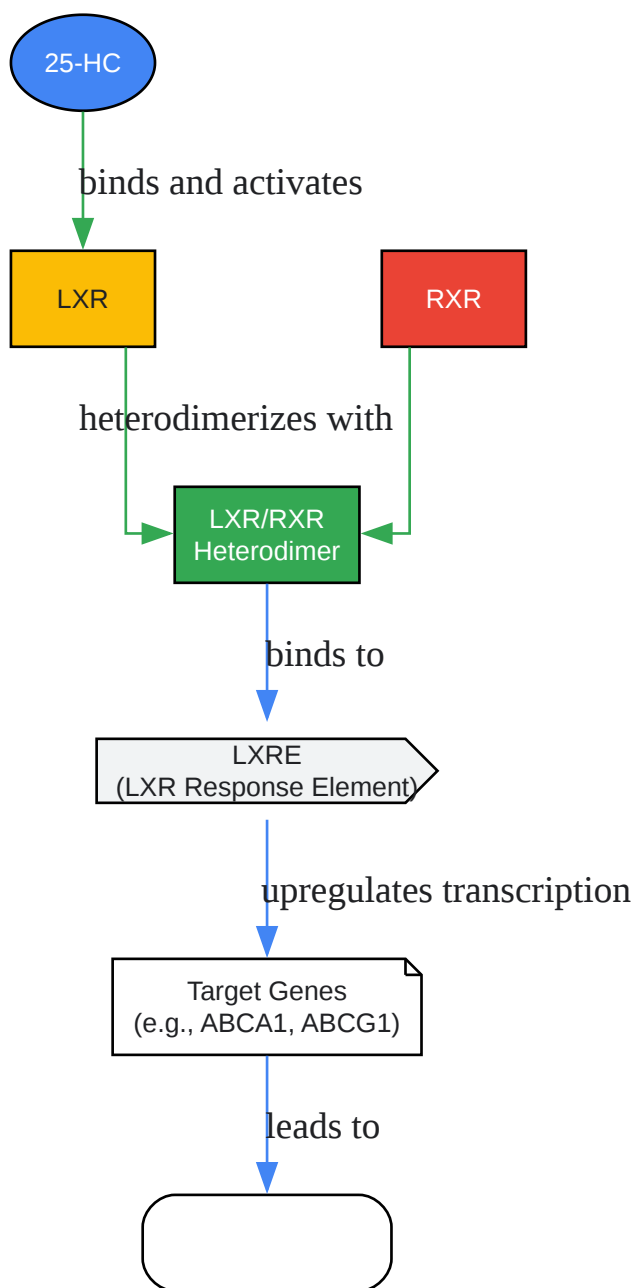 25-HC
binds and activates
LXR
RXR
heterodimerizes with
LXR/RXR
Heterodimer
binds to
LXRE
(LXR Response Element)
upregulates transcription
Target Genes
(e.g., ABCA1, ABCG1)
leads to